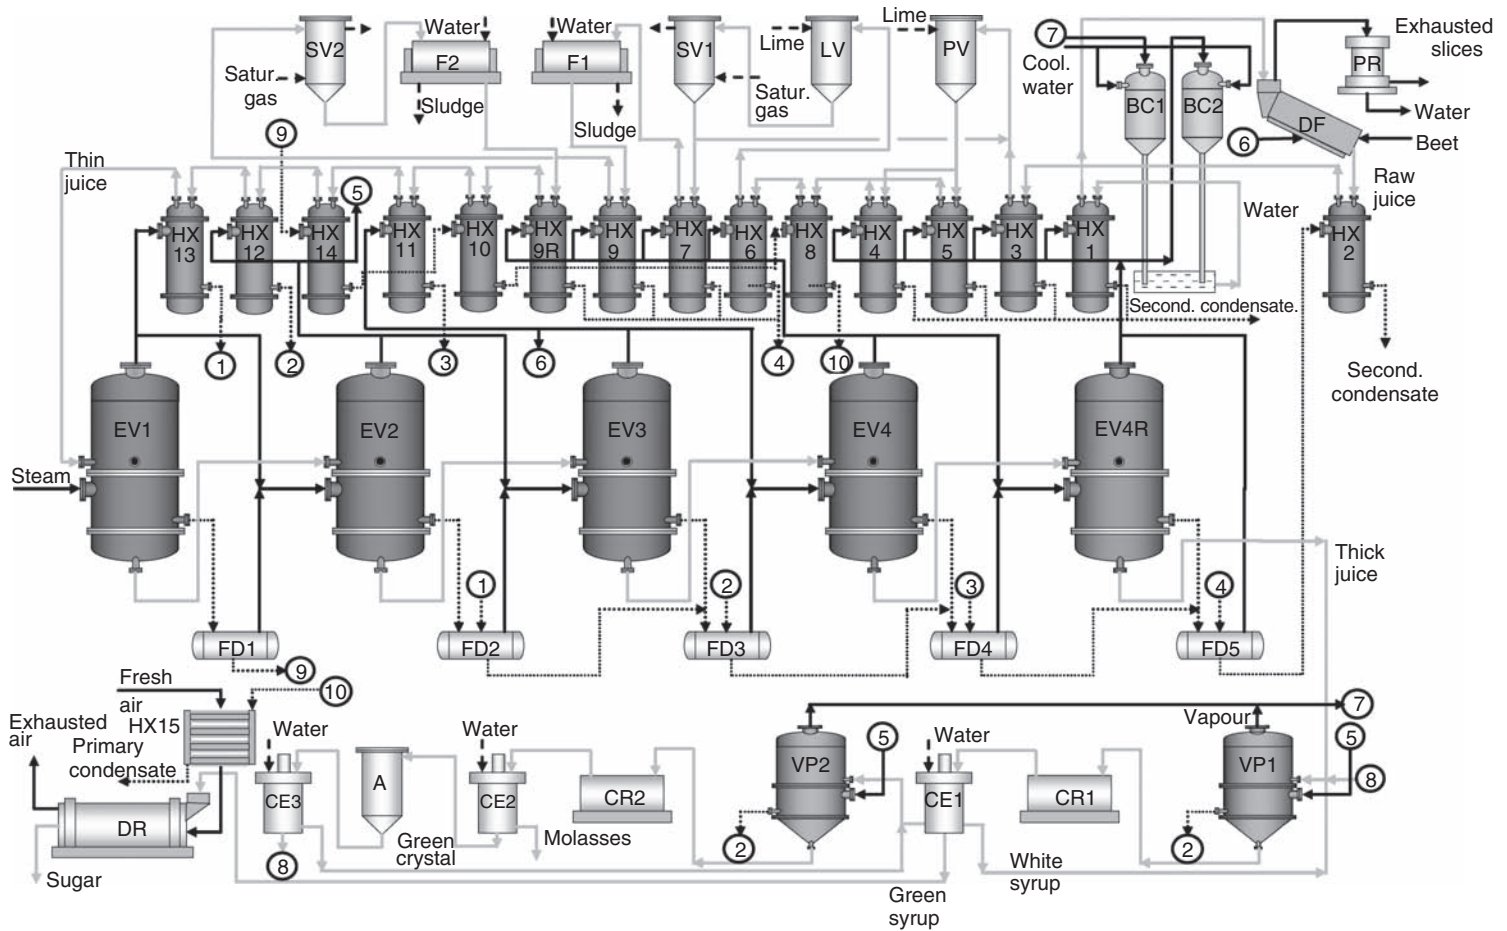 Water
Water
Lime
Lime
Exhausted
slices
SV2
F2
F1
SV1
LV
PV
7
Cool.
water
PR
Satur.
gas
Sludge
Satur.
gas
Sludge
BC1
BC2
Water
DF
Beet
6
9
Thin
juice
5
Raw
juice
Water
HX
13
HX
12
HX
14
HX
11
HX
10
HX
9R
HX
9
HX
7
HX
6
HX
8
HX
4
HX
5
HX
3
HX
1
HX
2
Second. condensate.
1
2
3
6
4
10
Second.
condensate
EV1
EV2
EV3
EV4
EV4R
Steam
Thick
juice
1
2
3
4
FD1
FD2
FD3
FD4
FD5
9
Fresh
air
10
HX15
Exhausted
air
Primary
condensate
Water
Water
Water
Vapour
7
5
5
8
VP2
VP1
CE3
A
CE2
CR2
CE1
CR1
DR
Green
crystal
Molasses
2
2
8
Sugar
White
syrup
Green
syrup